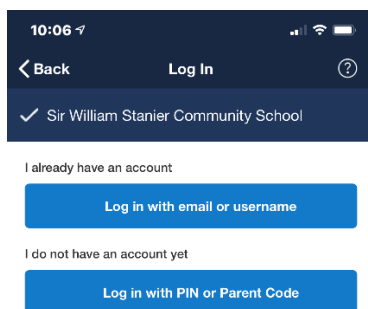 10:06
Back Log In ?
Sir William Stanier Community School
I already have an account
Log in with email or username
I do not have an account yet
Log in with PIN or Parent Code